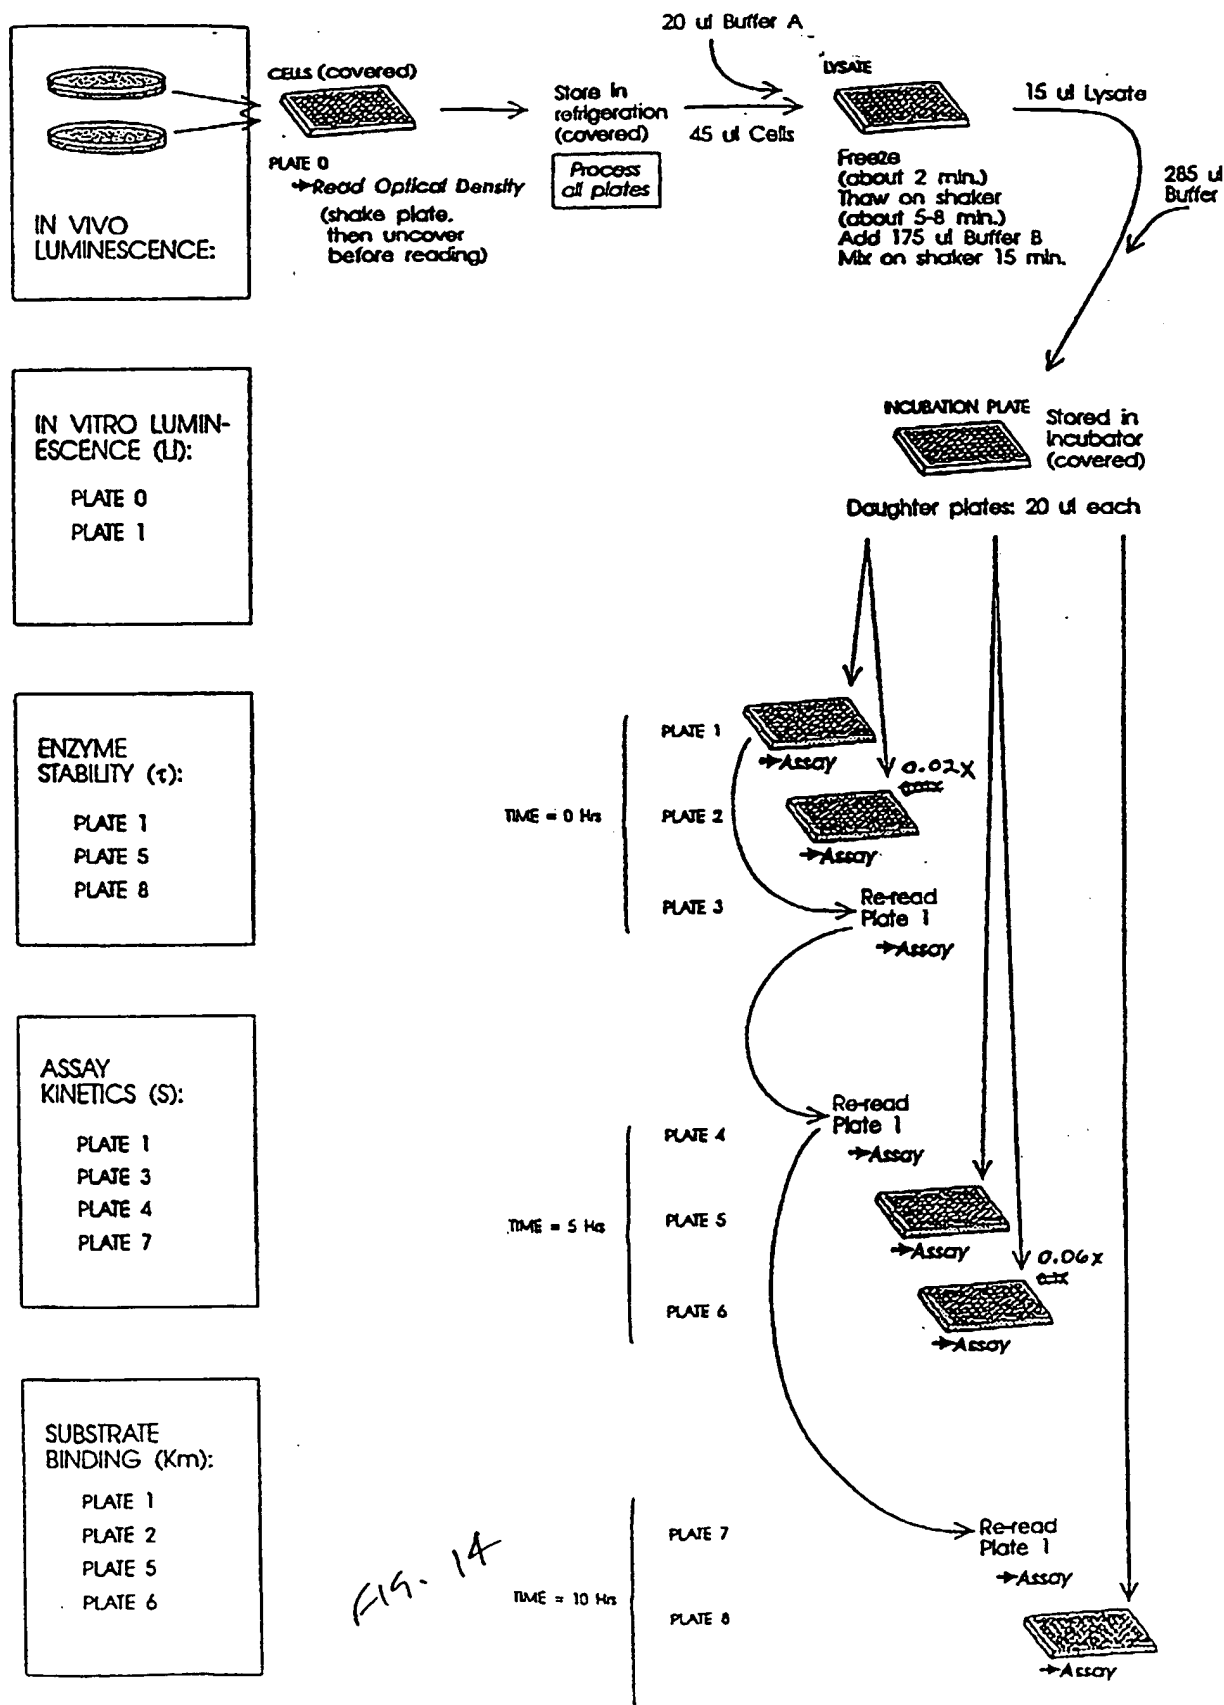 20 ul Buffer A
CELLS (covered)
PLATE 0
→Read Optical Density
(shake plate,
then uncover
before reading)
Store in
refrigeration
(covered)
Process
all plates
45 ul Cells
LYSATE
Freeze
(about 2 min.)
Thaw on shaker
(about 5-8 min.)
Add 175 ul Buffer B
Mix on shaker 15 min.
15 ul Lysate
285 ul
Buffer
IN VIVO
LUMINESCENCE:
IN VITRO LUMIN-
ESCENCE (LI):
PLATE 0
PLATE 1
INCUBATION PLATE
Stored in
incubator
(covered)
Daughter plates: 20 ul each
ENZYME
STABILITY (τ):
PLATE 1
PLATE 5
PLATE 8
TIME = 0 Hrs
PLATE 1
→Assay
0.02X
PLATE 2
→Assay
PLATE 3
Re-read
Plate 1
→Assay
ASSAY
KINETICS (S):
PLATE 1
PLATE 3
PLATE 4
PLATE 7
TIME = 5 Hrs
PLATE 4
Re-read
Plate 1
→Assay
PLATE 5
→Assay
0.06X
PLATE 6
→Assay
SUBSTRATE
BINDING (Km):
PLATE 1
PLATE 2
PLATE 5
PLATE 6
FIG. 14
TIME = 10 Hrs
PLATE 7
Re-read
Plate 1
→Assay
PLATE 8
→Assay